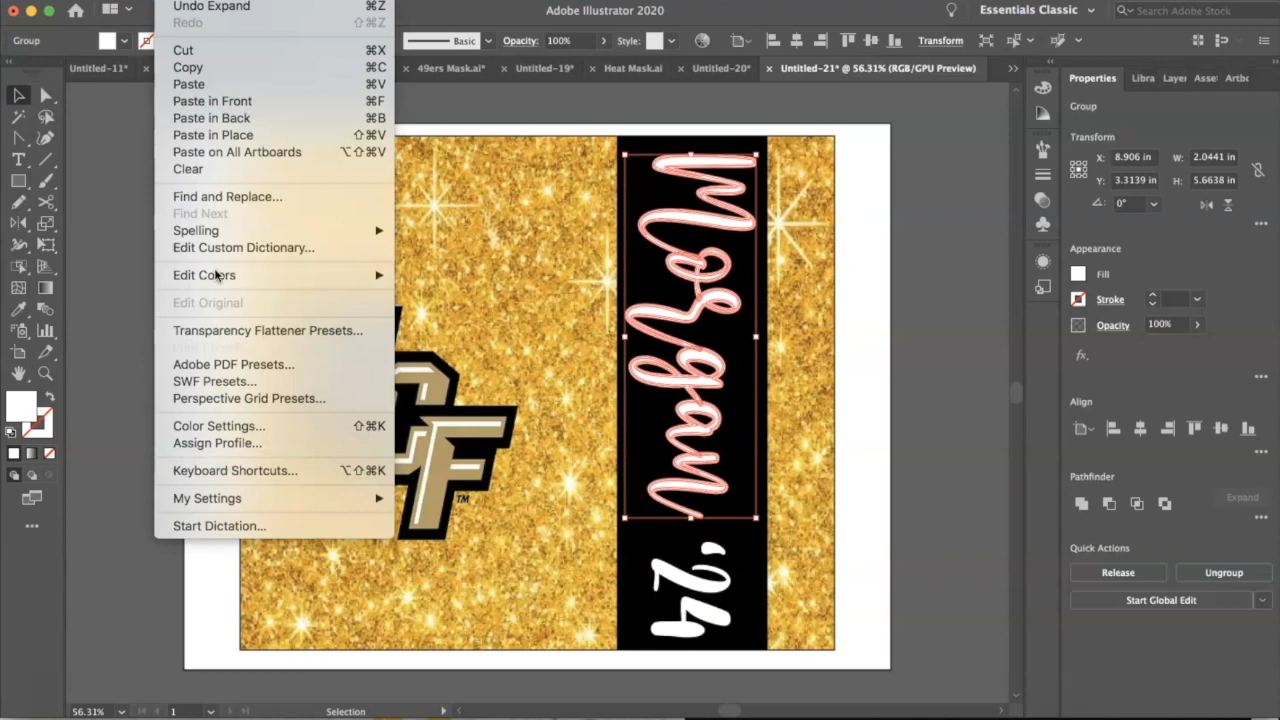 Adobe Illustrator 2020
Essentials Classic
Search Adobe Stock
Group
Basic
Opacity: 100%
Style:
Transform
Untitled-11*
49ers Mask.ai*
Untitled-19*
Heat Mask.ai
Untitled-20*
Untitled-21* @ 56.31% (RGB/GPU Preview)
Undo Expand ⌘Z
Redo ⇧⌘Z
Cut ⌘X
Copy ⌘C
Paste ⌘V
Paste in Front ⌘F
Paste in Back ⌘B
Paste in Place ⇧⌘V
Paste on All Artboards ⌥⇧⌘V
Clear
Find and Replace...
Find Next
Spelling
Edit Custom Dictionary...
Edit Colors
Edit Original
Transparency Flattener Presets...
Adobe PDF Presets...
SWF Presets...
Perspective Grid Presets...
Color Settings... ⇧⌘K
Assign Profile...
Keyboard Shortcuts... ⌥⇧⌘K
My Settings
Start Dictation...
Morgan
'24
F
TM
Properties
Libra
Layer
Asse
Artbo
Group
Transform
X: 8.906 in
W: 2.0441 in
Y: 3.3139 in
H: 5.6638 in
0°
Appearance
Fill
Stroke
Opacity 100%
fx.
Align
Pathfinder
Expand
Quick Actions
Release
Ungroup
Start Global Edit
56.31%
1
Selection